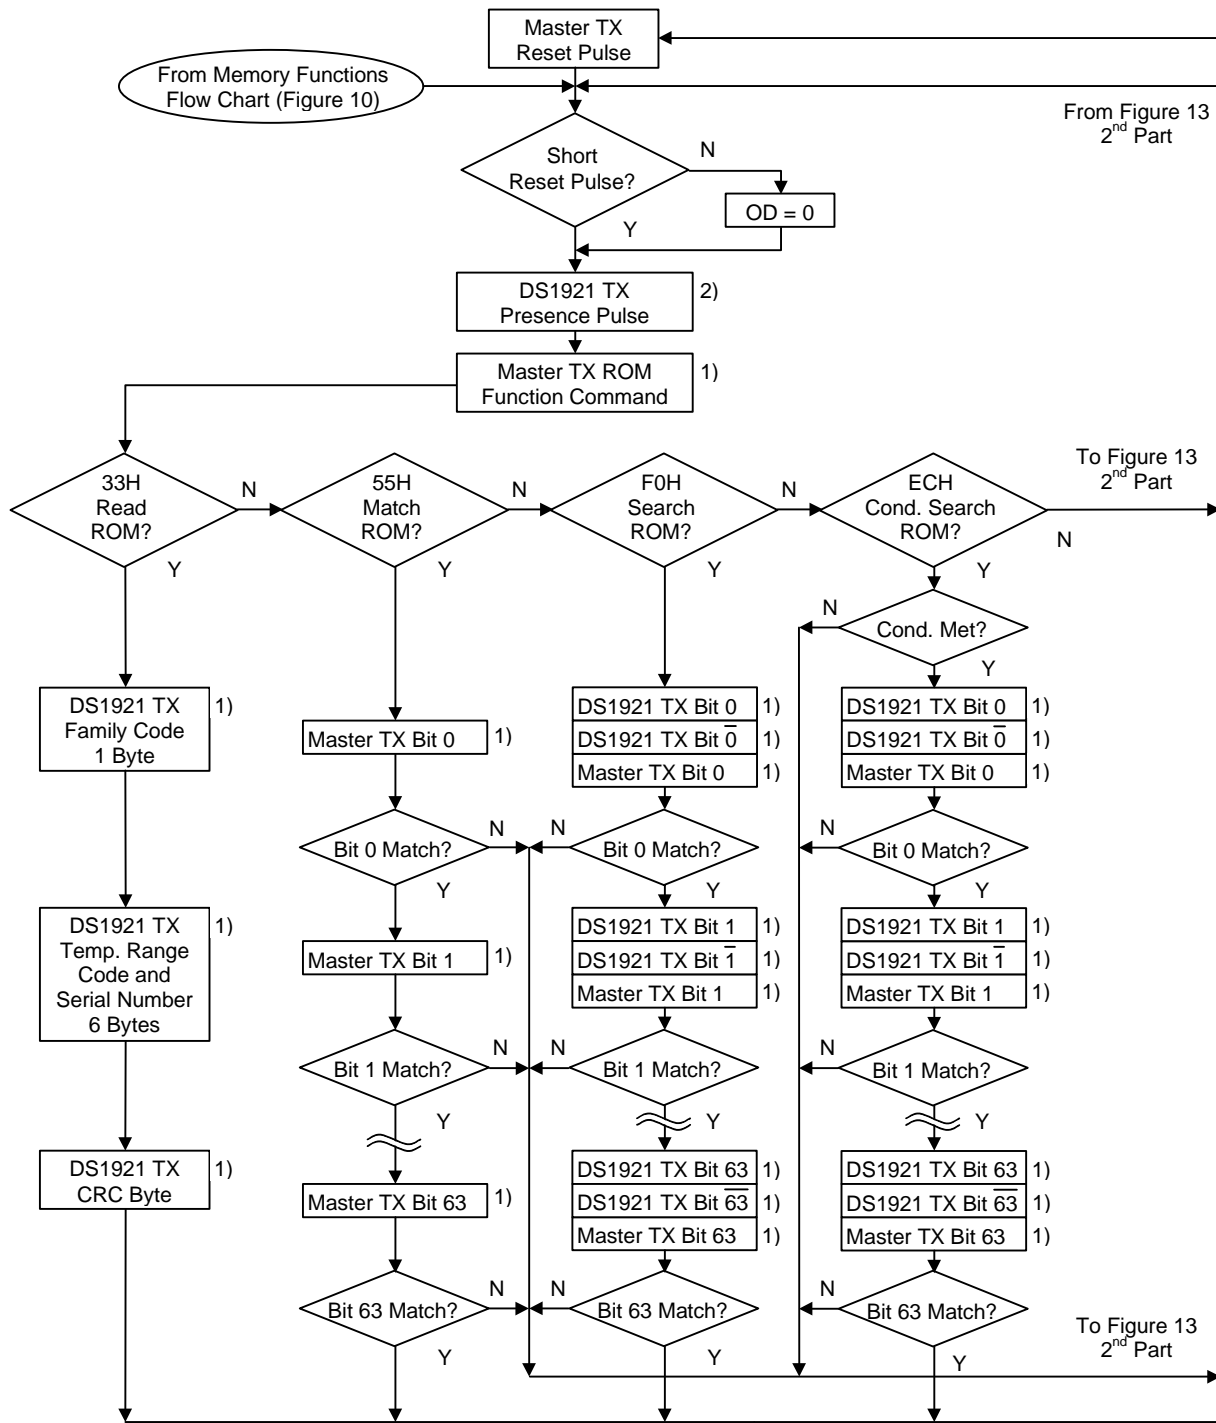 Master TX
Reset Pulse
From Memory Functions
Flow Chart (Figure 10)
From Figure 13
2nd Part
Short
Reset Pulse?
N
OD = 0
Y
DS1921 TX
Presence Pulse
2)
Master TX ROM
Function Command
1)
33H
Read
ROM?
N
Y
55H
Match
ROM?
N
Y
F0H
Search
ROM?
N
Y
ECH
Cond. Search
ROM?
N
Y
To Figure 13
2nd Part
Cond. Met?
N
Y
DS1921 TX
Family Code
1 Byte
1)
DS1921 TX
Temp. Range
Code and
Serial Number
6 Bytes
1)
DS1921 TX
CRC Byte
1)
Master TX Bit 0
1)
Bit 0 Match?
N
Y
Master TX Bit 1
1)
Bit 1 Match?
N
Y
Master TX Bit 63
1)
Bit 63 Match?
N
Y
DS1921 TX Bit 0
1)
DS1921 TX Bit 0̅
1)
Master TX Bit 0
1)
N
Bit 0 Match?
Y
DS1921 TX Bit 1
1)
DS1921 TX Bit 1̅
1)
Master TX Bit 1
1)
N
Bit 1 Match?
Y
DS1921 TX Bit 63
1)
DS1921 TX Bit 6̅3̅
1)
Master TX Bit 63
1)
N
Bit 63 Match?
Y
DS1921 TX Bit 0
1)
DS1921 TX Bit 0̅
1)
Master TX Bit 0
1)
N
Bit 0 Match?
Y
DS1921 TX Bit 1
1)
DS1921 TX Bit 1̅
1)
Master TX Bit 1
1)
N
Bit 1 Match?
Y
DS1921 TX Bit 63
1)
DS1921 TX Bit 6̅3̅
1)
Master TX Bit 63
1)
N
Bit 63 Match?
Y
To Figure 13
2nd Part